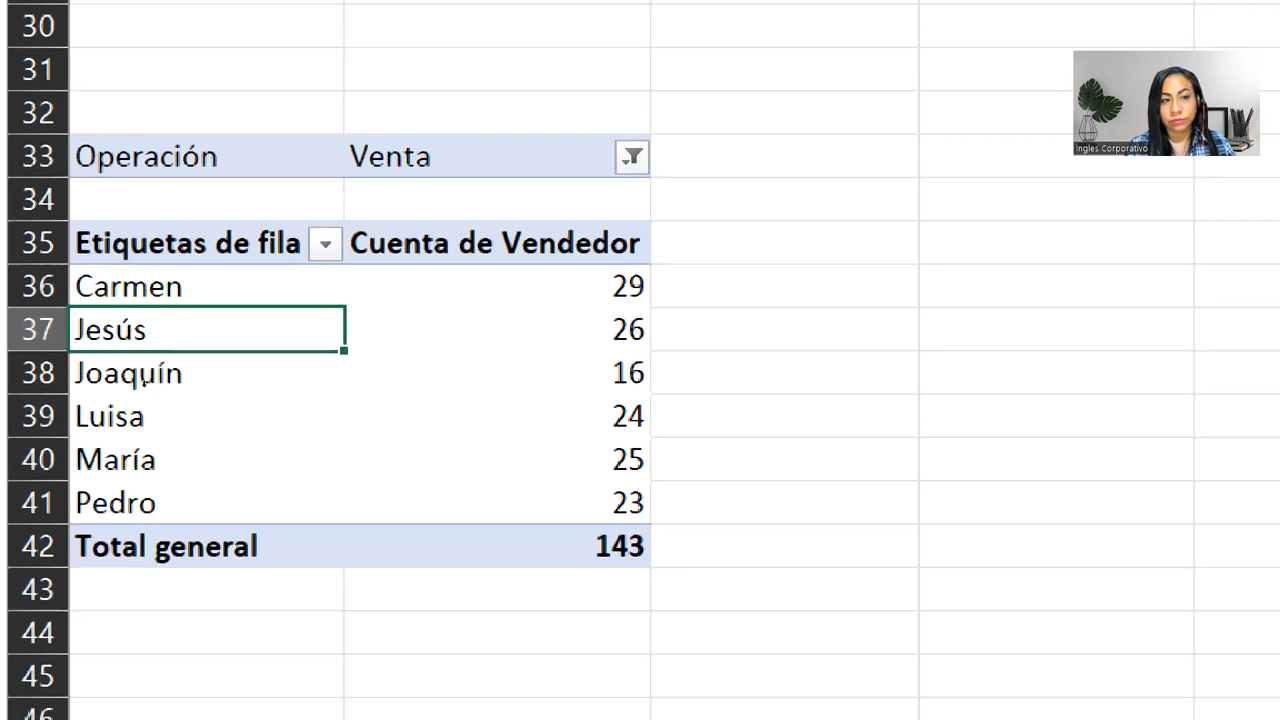 30
31
32
33 Operación Venta
34
35 Etiquetas de fila Cuenta de Vendedor
36 Carmen 29
37 Jesús 26
38 Joaquín 16
39 Luisa 24
40 María 25
41 Pedro 23
42 Total general 143
43
44
45
46
Ingles Corporativo